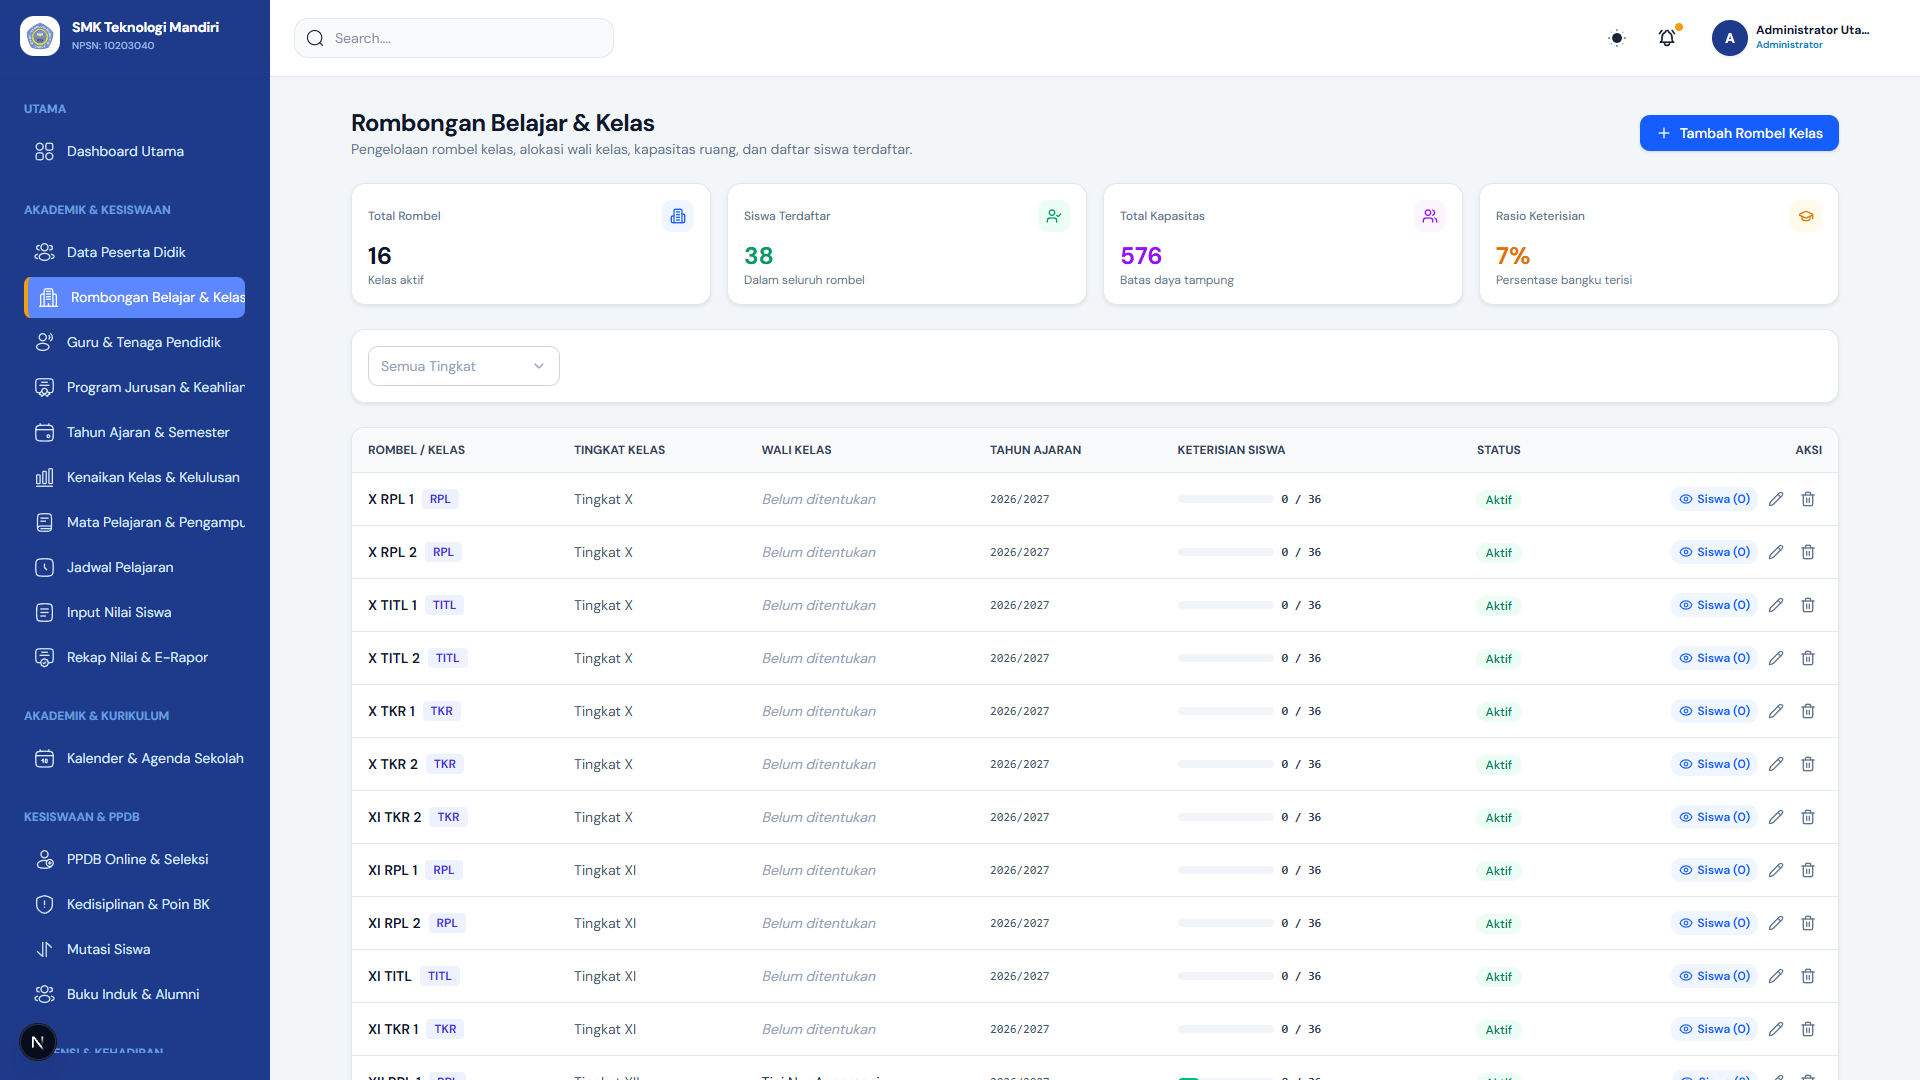 SMK Teknologi Mandiri
NPSN: 10203040
Search....
A
Administrator Uta...
Administrator
UTAMA
Dashboard Utama
AKADEMIK & KESISWAAN
Data Peserta Didik
Rombongan Belajar & Kelas
Guru & Tenaga Pendidik
Program Jurusan & Keahlian
Tahun Ajaran & Semester
Kenaikan Kelas & Kelulusan
Mata Pelajaran & Pengampu
Jadwal Pelajaran
Input Nilai Siswa
Rekap Nilai & E-Rapor
AKADEMIK & KURIKULUM
Kalender & Agenda Sekolah
KESISWAAN & PPDB
PPDB Online & Seleksi
Kedisiplinan & Poin BK
Mutasi Siswa
Buku Induk & Alumni
N
Rombongan Belajar & Kelas
Pengelolaan rombel kelas, alokasi wali kelas, kapasitas ruang, dan daftar siswa terdaftar.
Tambah Rombel Kelas
Total Rombel
16
Kelas aktif
Siswa Terdaftar
38
Dalam seluruh rombel
Total Kapasitas
576
Batas daya tampung
Rasio Keterisian
7%
Persentase bangku terisi
Semua Tingkat
ROMBEL / KELAS TINGKAT KELAS WALI KELAS TAHUN AJARAN KETERISIAN SISWA STATUS AKSI
X RPL 1 RPL Tingkat X Belum ditentukan 2026/2027 0 / 36 Aktif Siswa (0)
X RPL 2 RPL Tingkat X Belum ditentukan 2026/2027 0 / 36 Aktif Siswa (0)
X TITL 1 TITL Tingkat X Belum ditentukan 2026/2027 0 / 36 Aktif Siswa (0)
X TITL 2 TITL Tingkat X Belum ditentukan 2026/2027 0 / 36 Aktif Siswa (0)
X TKR 1 TKR Tingkat X Belum ditentukan 2026/2027 0 / 36 Aktif Siswa (0)
X TKR 2 TKR Tingkat X Belum ditentukan 2026/2027 0 / 36 Aktif Siswa (0)
XI TKR 2 TKR Tingkat X Belum ditentukan 2026/2027 0 / 36 Aktif Siswa (0)
XI RPL 1 RPL Tingkat XI Belum ditentukan 2026/2027 0 / 36 Aktif Siswa (0)
XI RPL 2 RPL Tingkat XI Belum ditentukan 2026/2027 0 / 36 Aktif Siswa (0)
XI TITL TITL Tingkat XI Belum ditentukan 2026/2027 0 / 36 Aktif Siswa (0)
XI TKR 1 TKR Tingkat XI Belum ditentukan 2026/2027 0 / 36 Aktif Siswa (0)